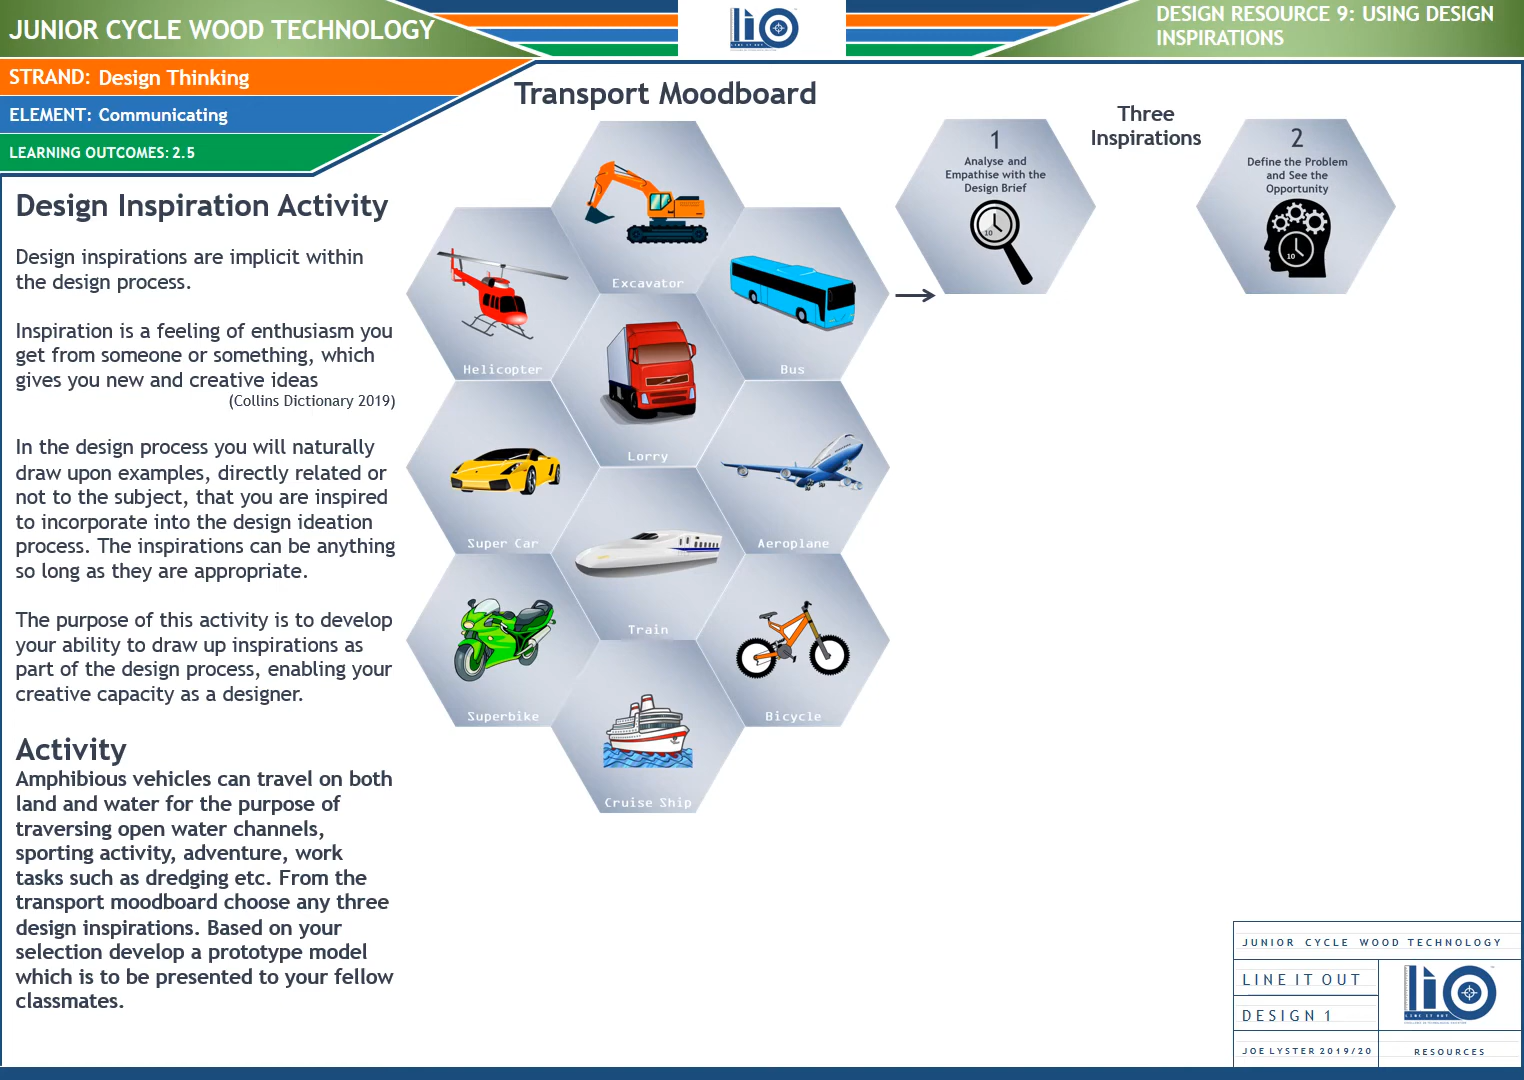 JUNIOR CYCLE WOOD TECHNOLOGY
LiO
LINE IT OUT
DESIGN RESOURCE 9: USING DESIGN
INSPIRATIONS
STRAND: Design Thinking
ELEMENT: Communicating
LEARNING OUTCOMES: 2.5
Design Inspiration Activity
Design inspirations are implicit within
the design process.
Inspiration is a feeling of enthusiasm you
get from someone or something, which
gives you new and creative ideas
(Collins Dictionary 2019)
In the design process you will naturally
draw upon examples, directly related or
not to the subject, that you are inspired
to incorporate into the design ideation
process. The inspirations can be anything
so long as they are appropriate.
The purpose of this activity is to develop
your ability to draw up inspirations as
part of the design process, enabling your
creative capacity as a designer.
Activity
Amphibious vehicles can travel on both
land and water for the purpose of
traversing open water channels,
sporting activity, adventure, work
tasks such as dredging etc. From the
transport moodboard choose any three
design inspirations. Based on your
selection develop a prototype model
which is to be presented to your fellow
classmates.
Transport Moodboard
Excavator
Helicopter
Bus
Lorry
Super Car
Aeroplane
Train
Superbike
Bicycle
Cruise Ship
Three
Inspirations
1
Analyse and
Empathise with the
Design Brief
10
2
Define the Problem
and See the
Opportunity
10
JUNIOR CYCLE WOOD TECHNOLOGY
LINE IT OUT
DESIGN 1
JOE LYSTER 2019/20
LiO
LINE IT OUT
RESOURCES